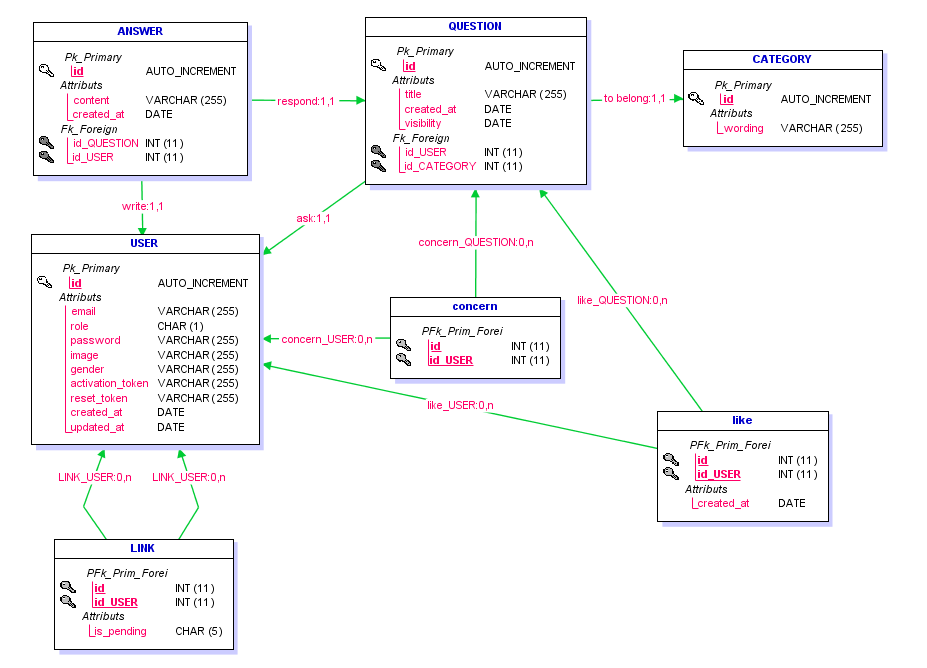 ANSWER
Pk_Primary
id AUTO_INCREMENT
Attributs
content VARCHAR (255)
created_at DATE
Fk_Foreign
id_QUESTION INT (11)
id_USER INT (11)
respond:1,1
QUESTION
Pk_Primary
id AUTO_INCREMENT
Attributs
title VARCHAR (255)
created_at DATE
visibility DATE
Fk_Foreign
id_USER INT (11)
id_CATEGORY INT (11)
to belong:1,1
CATEGORY
Pk_Primary
id AUTO_INCREMENT
Attributs
wording VARCHAR (255)
write:1,1
ask:1,1
USER
Pk_Primary
id AUTO_INCREMENT
Attributs
email VARCHAR (255)
role CHAR (1)
password VARCHAR (255)
image VARCHAR (255)
gender VARCHAR (255)
activation_token VARCHAR (255)
reset_token VARCHAR (255)
created_at DATE
updated_at DATE
concern_QUESTION:0,n
like_QUESTION:0,n
concern
PFk_Prim_Forei
id INT (11)
id_USER INT (11)
concern_USER:0,n
like_USER:0,n
like
PFk_Prim_Forei
id INT (11)
id_USER INT (11)
Attributs
created_at DATE
LINK_USER:0,n
LINK_USER:0,n
LINK
PFk_Prim_Forei
id INT (11)
id_USER INT (11)
Attributs
is_pending CHAR (5)